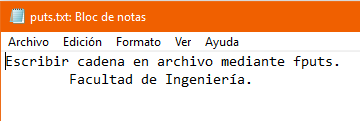 puts.txt: Bloc de notas
Archivo Edición Formato Ver Ayuda
Escribir cadena en archivo mediante fputs.
Facultad de Ingeniería.